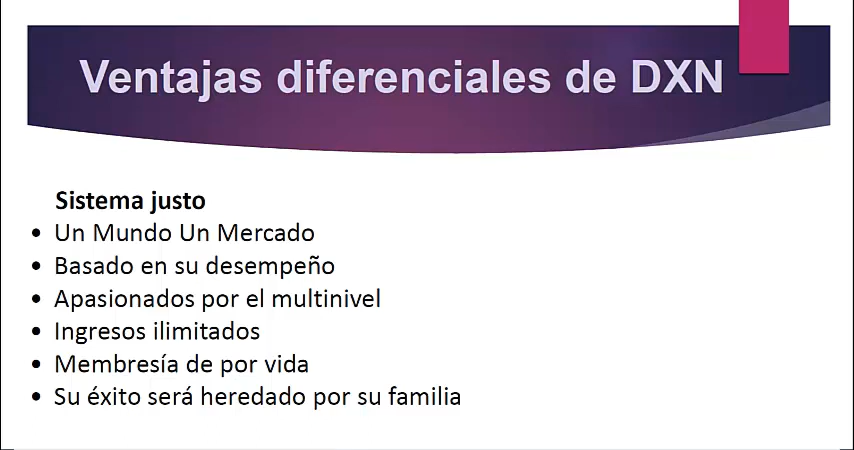 Ventajas diferenciales de DXN
Sistema justo
• Un Mundo Un Mercado
• Basado en su desempeño
• Apasionados por el multinivel
• Ingresos ilimitados
• Membresía de por vida
• Su éxito será heredado por su familia